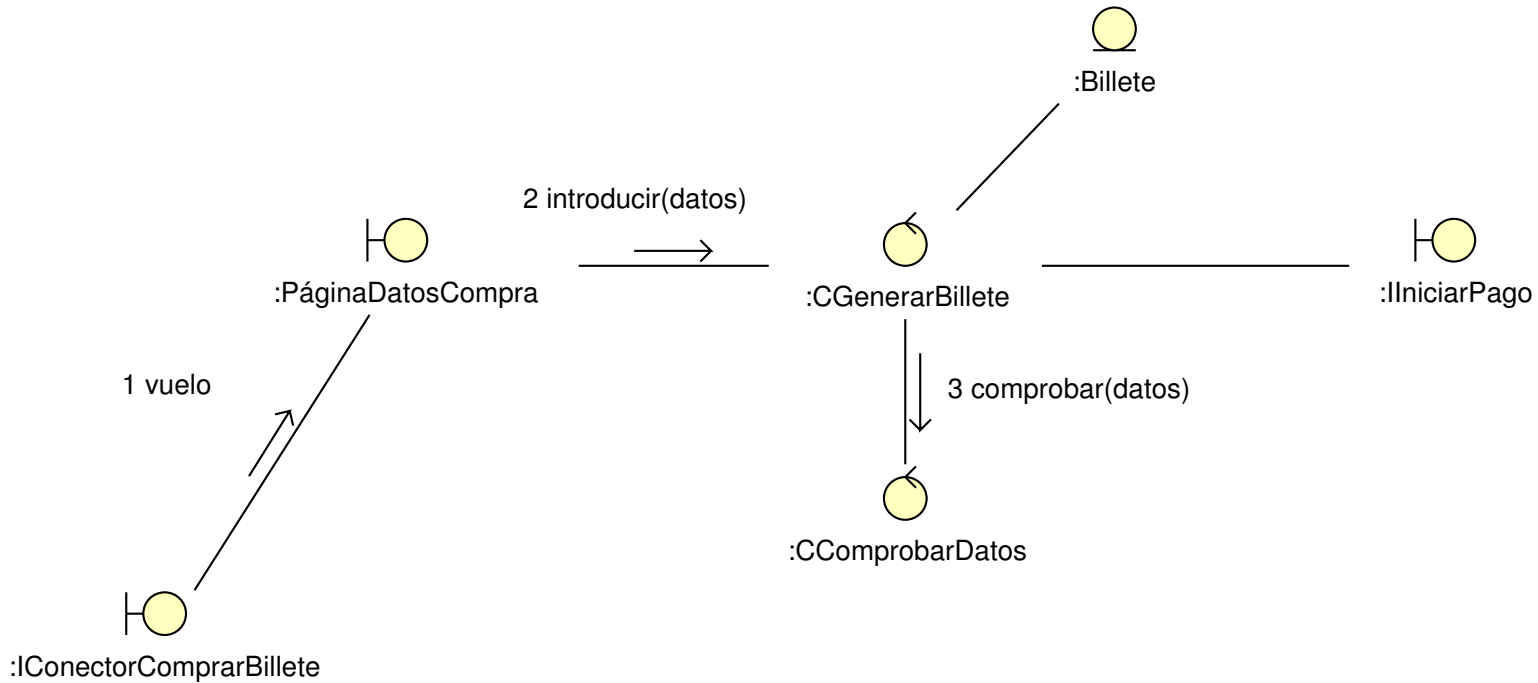 :Billete
2 introducir(datos)
:PáginaDatosCompra
:CGenerarBillete
:IIniciarPago
1 vuelo
3 comprobar(datos)
:CComprobarDatos
:IConectorComprarBillete